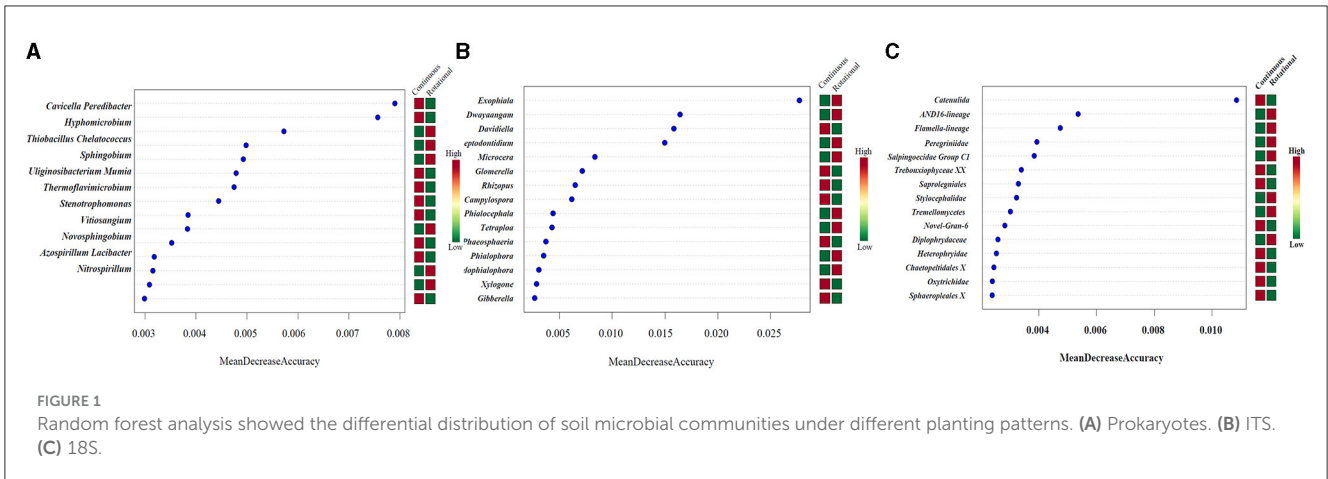 A
B
C
Continuous
Rotational
Cavicella Peredibacter
Hyphomicrobium
Thiobacillus Chelatococcus
Sphingobium
Uliginosibacterium Mumia
Thermoflavimicrobium
Stenotrophomonas
Vitiosangium
Novosphingobium
Azospirillum Lacibacter
Nitrospirillum
High
Low
0.003 0.004 0.005 0.006 0.007 0.008
MeanDecreaseAccuracy
Continuous
Rotational
Exophiala
Dwayaangam
Davidiella
eptodontidium
Microcera
Glomerella
Rhizopus
Campylospora
Phialocephala
Tetraploa
Phaeosphaeria
Phialophora
dophialophora
Xylogone
Gibberella
High
Low
0.005 0.010 0.015 0.020 0.025
MeanDecreaseAccuracy
Continuous
Rotational
Catenulida
AND16-lineage
Flamella-lineage
Peregriniidae
Salpingoecidae Group C1
Trebouxiophyceae XX
Saprolegniales
Stylocephalidae
Tremellomycetes
Novel-Gran-6
Diplophrydaceae
Heterophryidae
Chaetopeltidales X
Oxytrichidae
Sphaeropleales X
High
Low
0.004 0.006 0.008 0.010
MeanDecreaseAccuracy
FIGURE 1
Random forest analysis showed the differential distribution of soil microbial communities under different planting patterns. (A) Prokaryotes. (B) ITS.
(C) 18S.